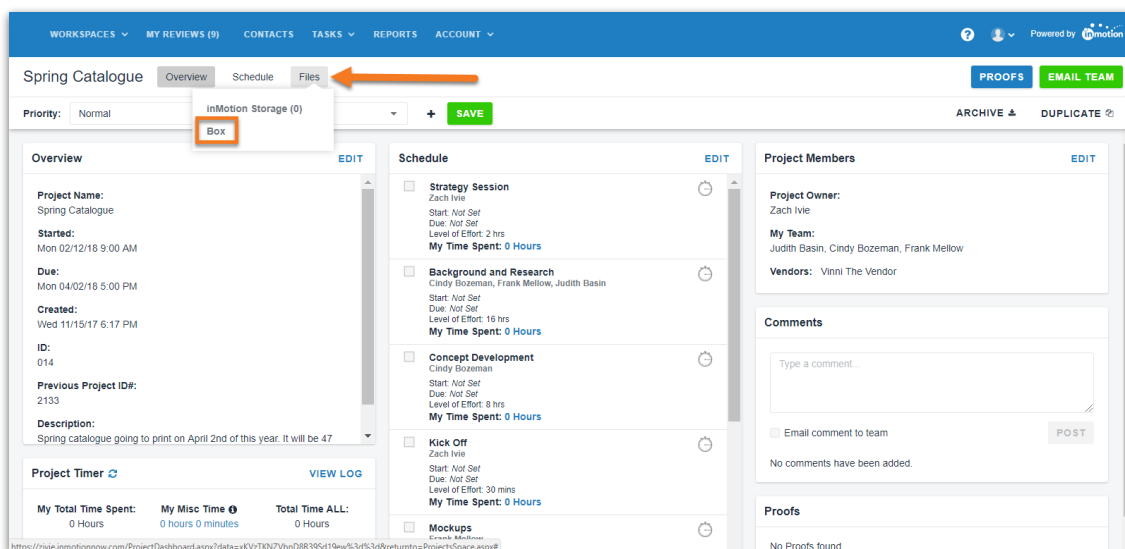 WORKSPACES MY REVIEWS (9) CONTACTS TASKS REPORTS ACCOUNT
? Powered by inmotion
Spring Catalogue Overview Schedule Files
PROOFS EMAIL TEAM
Priority: Normal + SAVE
ARCHIVE DUPLICATE
inMotion Storage (0)
Box
Overview EDIT
Project Name:
Spring Catalogue
Started:
Mon 02/12/18 9:00 AM
Due:
Mon 04/02/18 5:00 PM
Created:
Wed 11/15/17 6:17 PM
ID:
014
Previous Project ID#:
2133
Description:
Spring catalogue going to print on April 2nd of this year. It will be 47
Project Timer VIEW LOG
My Total Time Spent: My Misc Time Total Time ALL:
0 Hours 0 hours 0 minutes 0 Hours
Schedule EDIT
Strategy Session
Zach Ivie
Start: Not Set
Due: Not Set
Level of Effort: 2 hrs
My Time Spent: 0 Hours
Background and Research
Cindy Bozeman, Frank Mellow, Judith Basin
Start: Not Set
Due: Not Set
Level of Effort: 16 hrs
My Time Spent: 0 Hours
Concept Development
Cindy Bozeman
Start: Not Set
Due: Not Set
Level of Effort: 8 hrs
My Time Spent: 0 Hours
Kick Off
Zach Ivie
Start: Not Set
Due: Not Set
Level of Effort: 30 mins
My Time Spent: 0 Hours
Mockups
Frank Mellow
Project Members EDIT
Project Owner:
Zach Ivie
My Team:
Judith Basin, Cindy Bozeman, Frank Mellow
Vendors: Vinni The Vendor
Comments
Type a comment...
Email comment to team POST
No comments have been added.
Proofs
No Proofs found